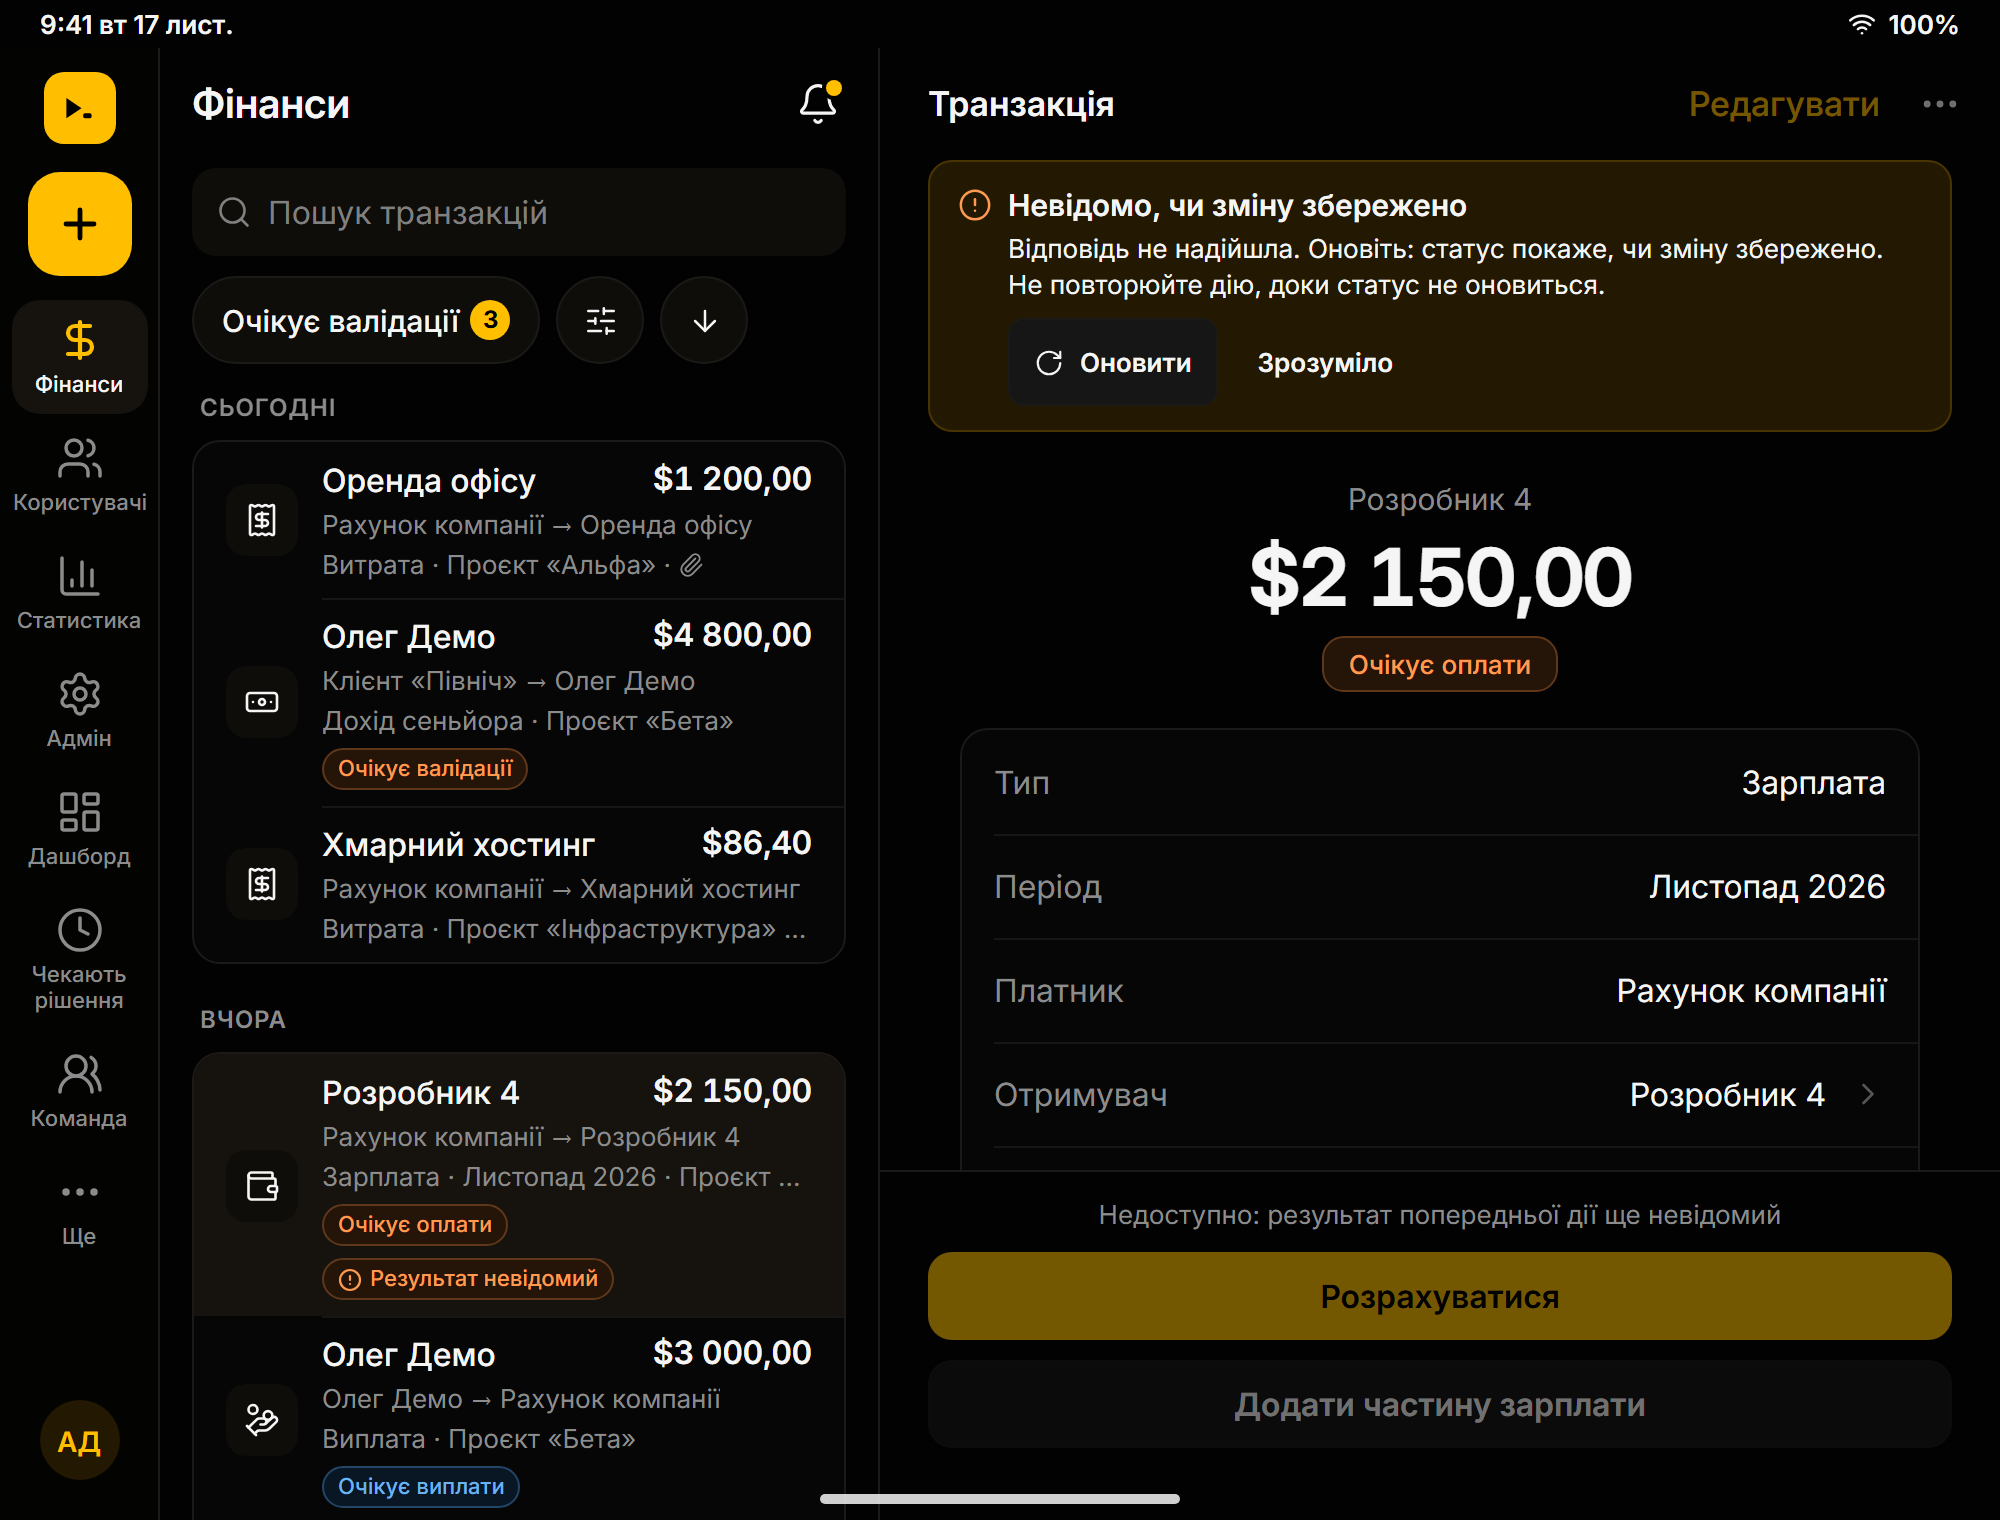 9:41 вт 17 лист.
100%
Фінанси
Користувачі
Статистика
Адмін
Дашборд
Чекають
рішення
Команда
Ще
АД
Фінанси
Пошук транзакцій
Очікує валідації 3
СЬОГОДНІ
Оренда офісу $1 200,00
Рахунок компанії → Оренда офісу
Витрата · Проєкт «Альфа» ·
Олег Демо $4 800,00
Клієнт «Північ» → Олег Демо
Дохід сеньйора · Проєкт «Бета»
Очікує валідації
Хмарний хостинг $86,40
Рахунок компанії → Хмарний хостинг
Витрата · Проєкт «Інфраструктура» ...
ВЧОРА
Розробник 4 $2 150,00
Рахунок компанії → Розробник 4
Зарплата · Листопад 2026 · Проєкт ...
Очікує оплати
Результат невідомий
Олег Демо $3 000,00
Олег Демо → Рахунок компанії
Виплата · Проєкт «Бета»
Очікує виплати
Транзакція
Редагувати
Невідомо, чи зміну збережено
Відповідь не надійшла. Оновіть: статус покаже, чи зміну збережено.
Не повторюйте дію, доки статус не оновиться.
Оновити
Зрозуміло
Розробник 4
$2 150,00
Очікує оплати
Тип Зарплата
Період Листопад 2026
Платник Рахунок компанії
Отримувач Розробник 4
Недоступно: результат попередньої дії ще невідомий
Розрахуватися
Додати частину зарплати